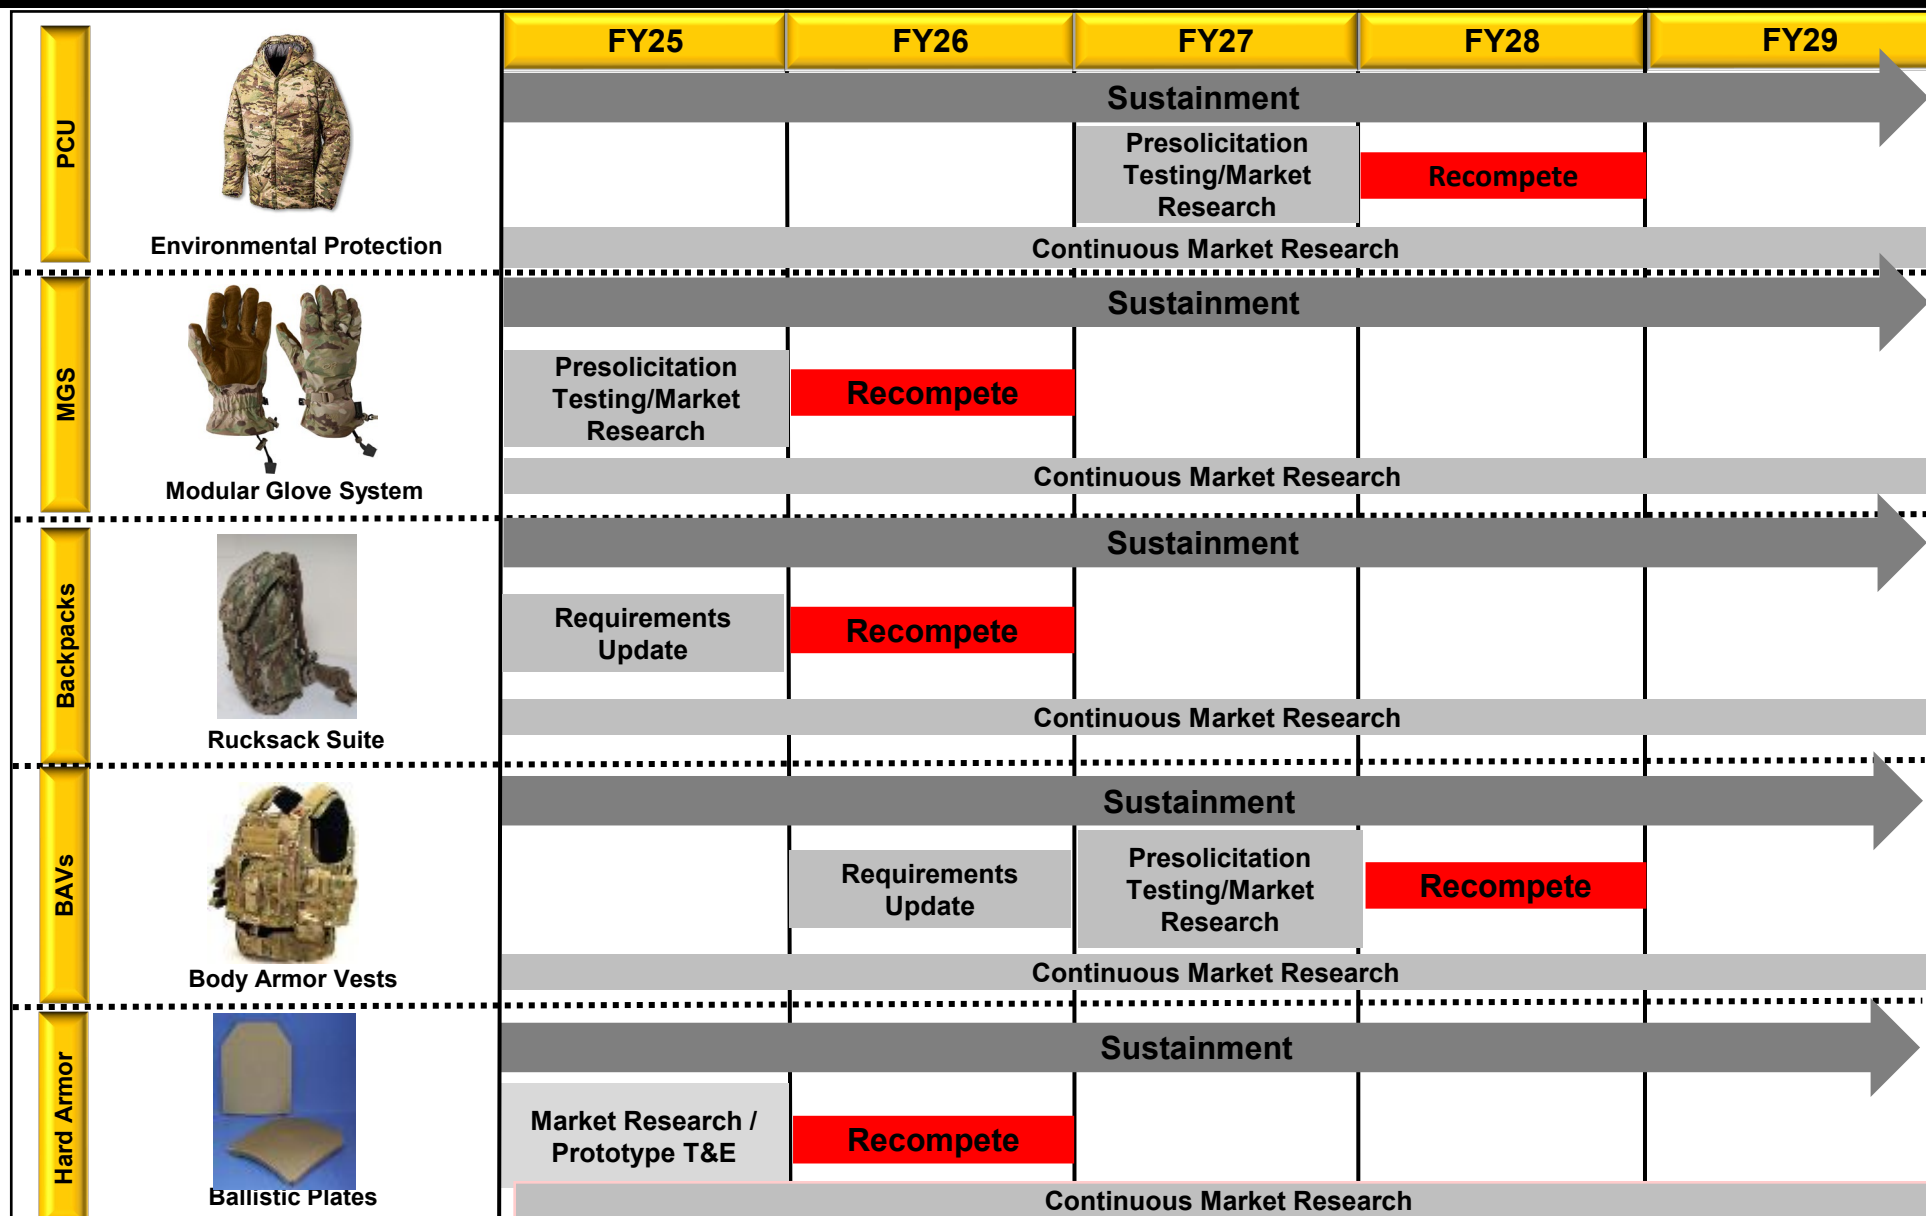 FY25 FY26 FY27 FY28 FY29
PCU
Environmental Protection
Sustainment
Presolicitation
Testing/Market
Research
Recompete
Continuous Market Research
MGS
Modular Glove System
Sustainment
Presolicitation
Testing/Market
Research
Recompete
Continuous Market Research
Backpacks
Rucksack Suite
Sustainment
Requirements
Update
Recompete
Continuous Market Research
BAVs
Body Armor Vests
Sustainment
Requirements
Update
Presolicitation
Testing/Market
Research
Recompete
Continuous Market Research
Hard Armor
Ballistic Plates
Sustainment
Market Research /
Prototype T&E
Recompete
Continuous Market Research